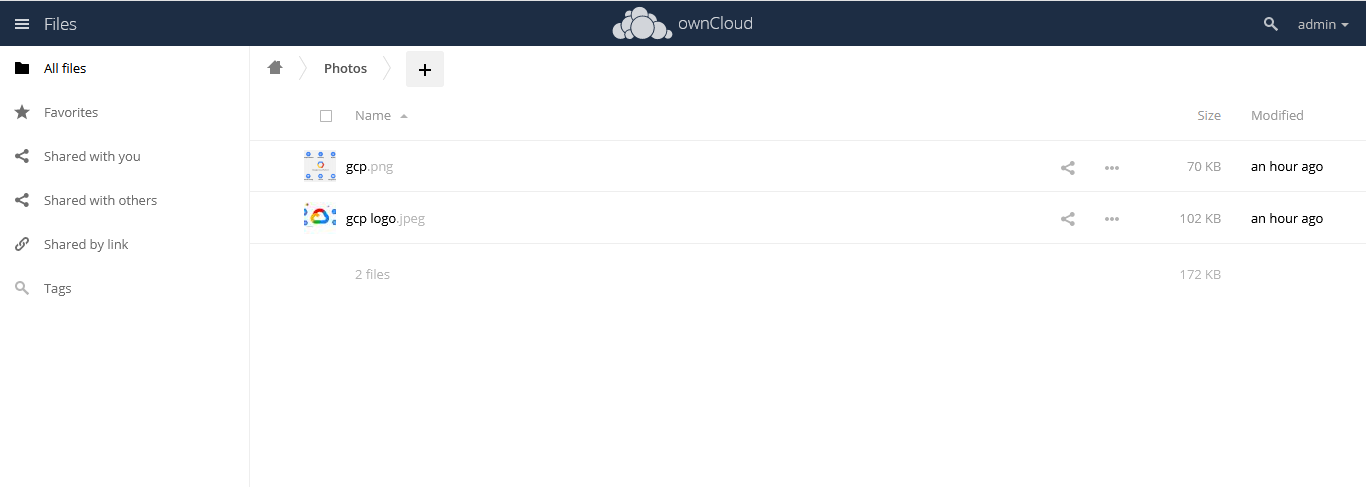 Files
ownCloud
admin
All files
Favorites
Shared with you
Shared with others
Shared by link
Tags
Photos
Name Size Modified
gcp.png 70 KB an hour ago
gcp logo.jpeg 102 KB an hour ago
2 files 172 KB